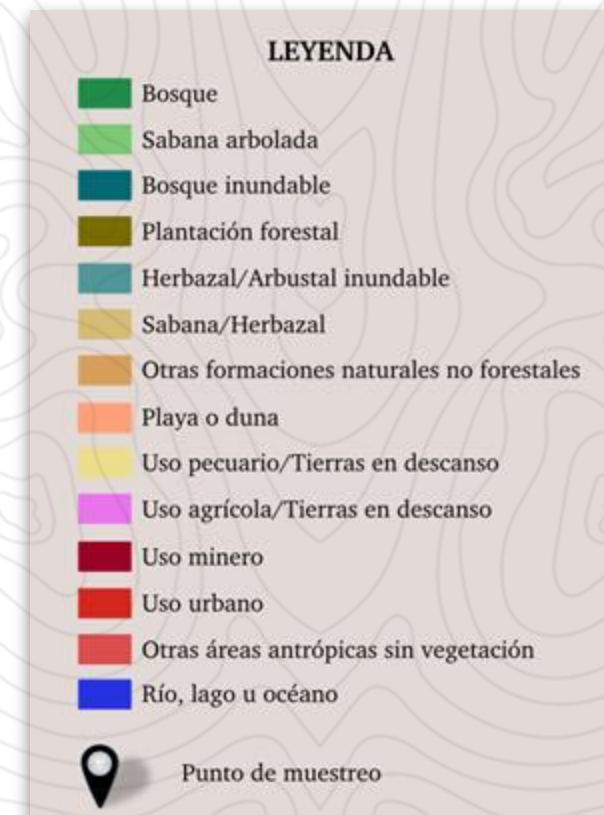 LEYENDA
Bosque
Sabana arbolada
Bosque inundable
Plantación forestal
Herbazal/Arbustal inundable
Sabana/Herbazal
Otras formaciones naturales no forestales
Playa o duna
Uso pecuario/Tierras en descanso
Uso agrícola/Tierras en descanso
Uso minero
Uso urbano
Otras áreas antrópicas sin vegetación
Río, lago u océano
Punto de muestreo